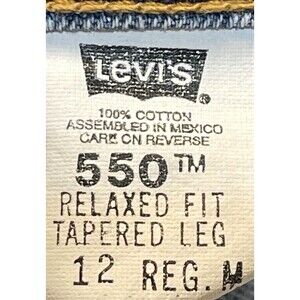 LEVI'S®
100% COTTON
ASSEMBLED IN MEXICO
CARE ON REVERSE
550™
RELAXED FIT
TAPERED LEG
12 REG. M